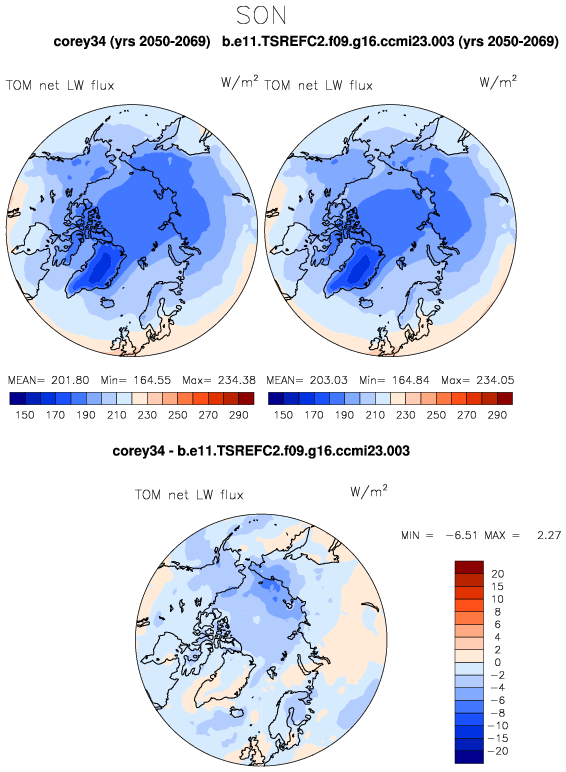 SON
corey34 (yrs 2050-2069) b.e11.TSREFC2.f09.g16.ccmi23.003 (yrs 2050-2069)
TOM net LW flux W/m² TOM net LW flux W/m²
MEAN= 201.80 Min= 164.55 Max= 234.38 MEAN= 203.03 Min= 164.84 Max= 234.05
150 170 190 210 230 250 270 290 150 170 190 210 230 250 270 290
corey34 - b.e11.TSREFC2.f09.g16.ccmi23.003
TOM net LW flux W/m²
MIN = -6.51 MAX = 2.27
20
15
10
8
6
4
2
0
-2
-4
-6
-8
-10
-15
-20